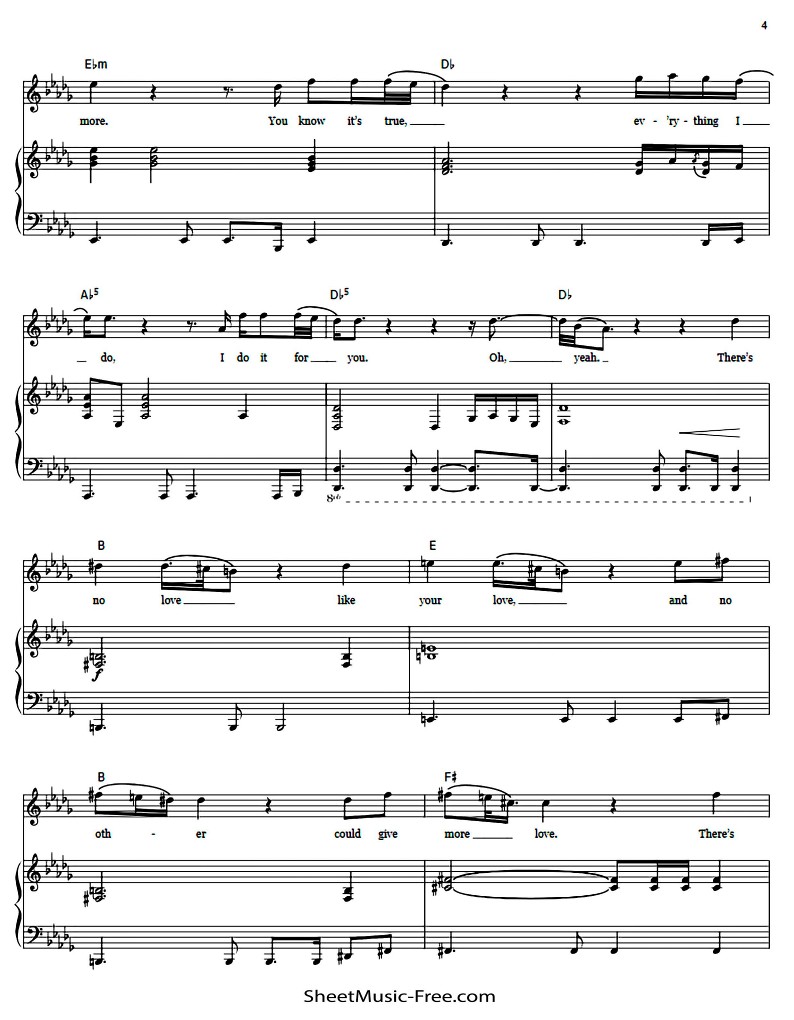 4
E♭m D♭
more. You know it's true, ev - 'ry - thing I
A♭5 D♭5 D♭
do, I do it for you. Oh, yeah. There's
8vb
B E
no love like your love, and no
f
B F♯
oth - er could give more love. There's
SheetMusic-Free.com